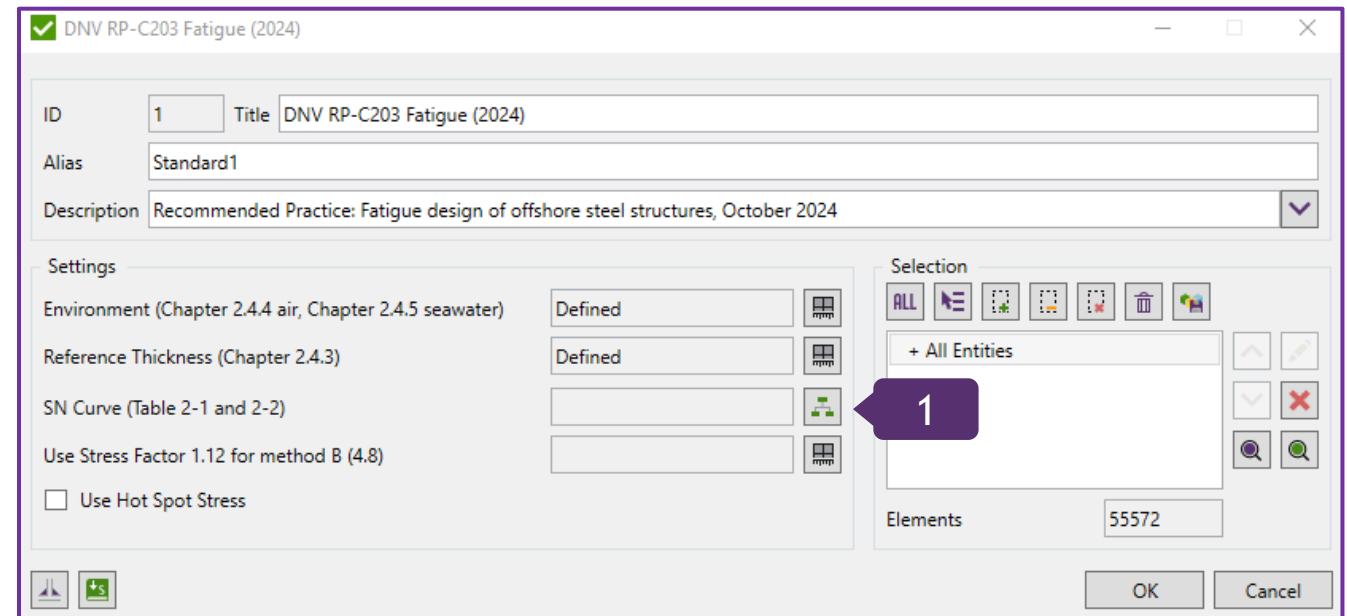 DNV RP-C203 Fatigue (2024)
ID 1 Title DNV RP-C203 Fatigue (2024)
Alias Standard1
Description Recommended Practice: Fatigue design of offshore steel structures, October 2024
Settings
Environment (Chapter 2.4.4 air, Chapter 2.4.5 seawater) Defined
Reference Thickness (Chapter 2.4.3) Defined
SN Curve (Table 2-1 and 2-2)
1
Use Stress Factor 1.12 for method B (4.8)
Use Hot Spot Stress
Selection
ALL
+ All Entities
Elements 55572
S
OK Cancel